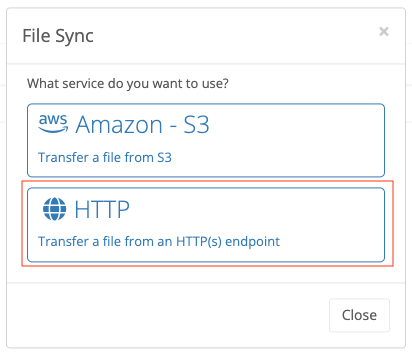 File Sync
×
What service do you want to use?
aws Amazon - S3
Transfer a file from S3
HTTP
Transfer a file from an HTTP(s) endpoint
Close